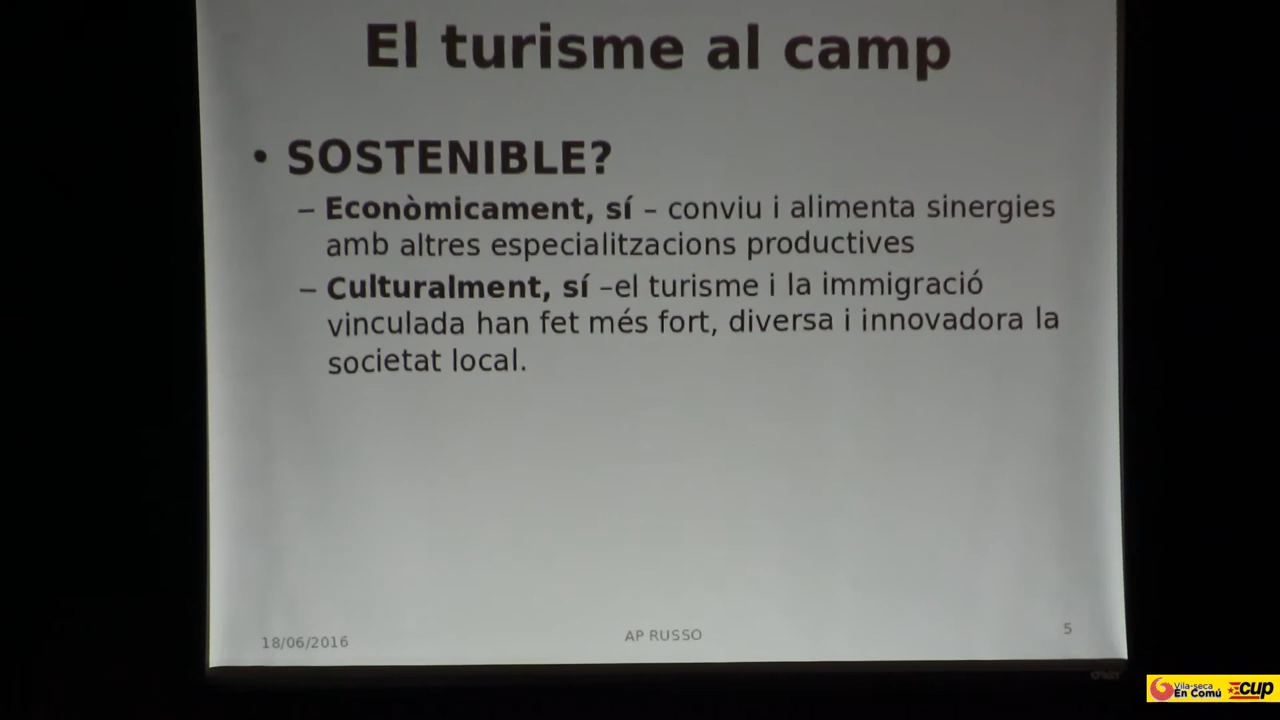 El turisme al camp
• SOSTENIBLE?
– Econòmicament, sí – conviu i alimenta sinergies
amb altres especialitzacions productives
– Culturalment, sí –el turisme i la immigració
vinculada han fet més fort, diversa i innovadora la
societat local.
18/06/2016
AP RUSSO
5
Vila-seca
En Comú
CUP